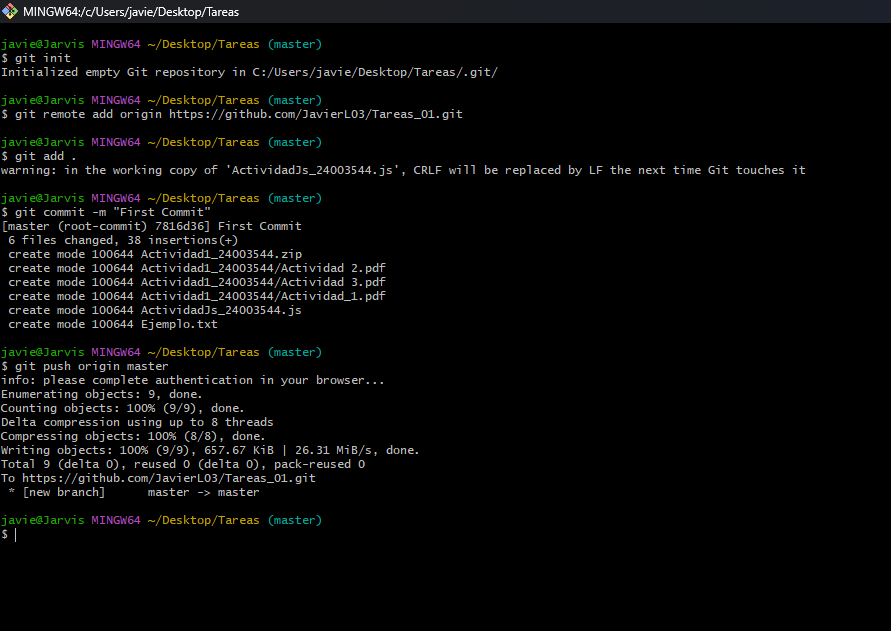 MINGW64:/c/Users/javie/Desktop/Tareas
javie@Jarvis MINGW64 ~/Desktop/Tareas (master)
$ git init
Initialized empty Git repository in C:/Users/javie/Desktop/Tareas/.git/
javie@Jarvis MINGW64 ~/Desktop/Tareas (master)
$ git remote add origin https://github.com/JavierL03/Tareas_01.git
javie@Jarvis MINGW64 ~/Desktop/Tareas (master)
$ git add .
warning: in the working copy of 'ActividadJs_24003544.js', CRLF will be replaced by LF the next time Git touches it
javie@Jarvis MINGW64 ~/Desktop/Tareas (master)
$ git commit -m "First Commit"
[master (root-commit) 7816d36] First Commit
 6 files changed, 38 insertions(+)
 create mode 100644 Actividad1_24003544.zip
 create mode 100644 Actividad1_24003544/Actividad 2.pdf
 create mode 100644 Actividad1_24003544/Actividad 3.pdf
 create mode 100644 Actividad1_24003544/Actividad_1.pdf
 create mode 100644 ActividadJs_24003544.js
 create mode 100644 Ejemplo.txt
javie@Jarvis MINGW64 ~/Desktop/Tareas (master)
$ git push origin master
info: please complete authentication in your browser...
Enumerating objects: 9, done.
Counting objects: 100% (9/9), done.
Delta compression using up to 8 threads
Compressing objects: 100% (8/8), done.
Writing objects: 100% (9/9), 657.67 KiB | 26.31 MiB/s, done.
Total 9 (delta 0), reused 0 (delta 0), pack-reused 0
To https://github.com/JavierL03/Tareas_01.git
 * [new branch]      master -> master
javie@Jarvis MINGW64 ~/Desktop/Tareas (master)
$